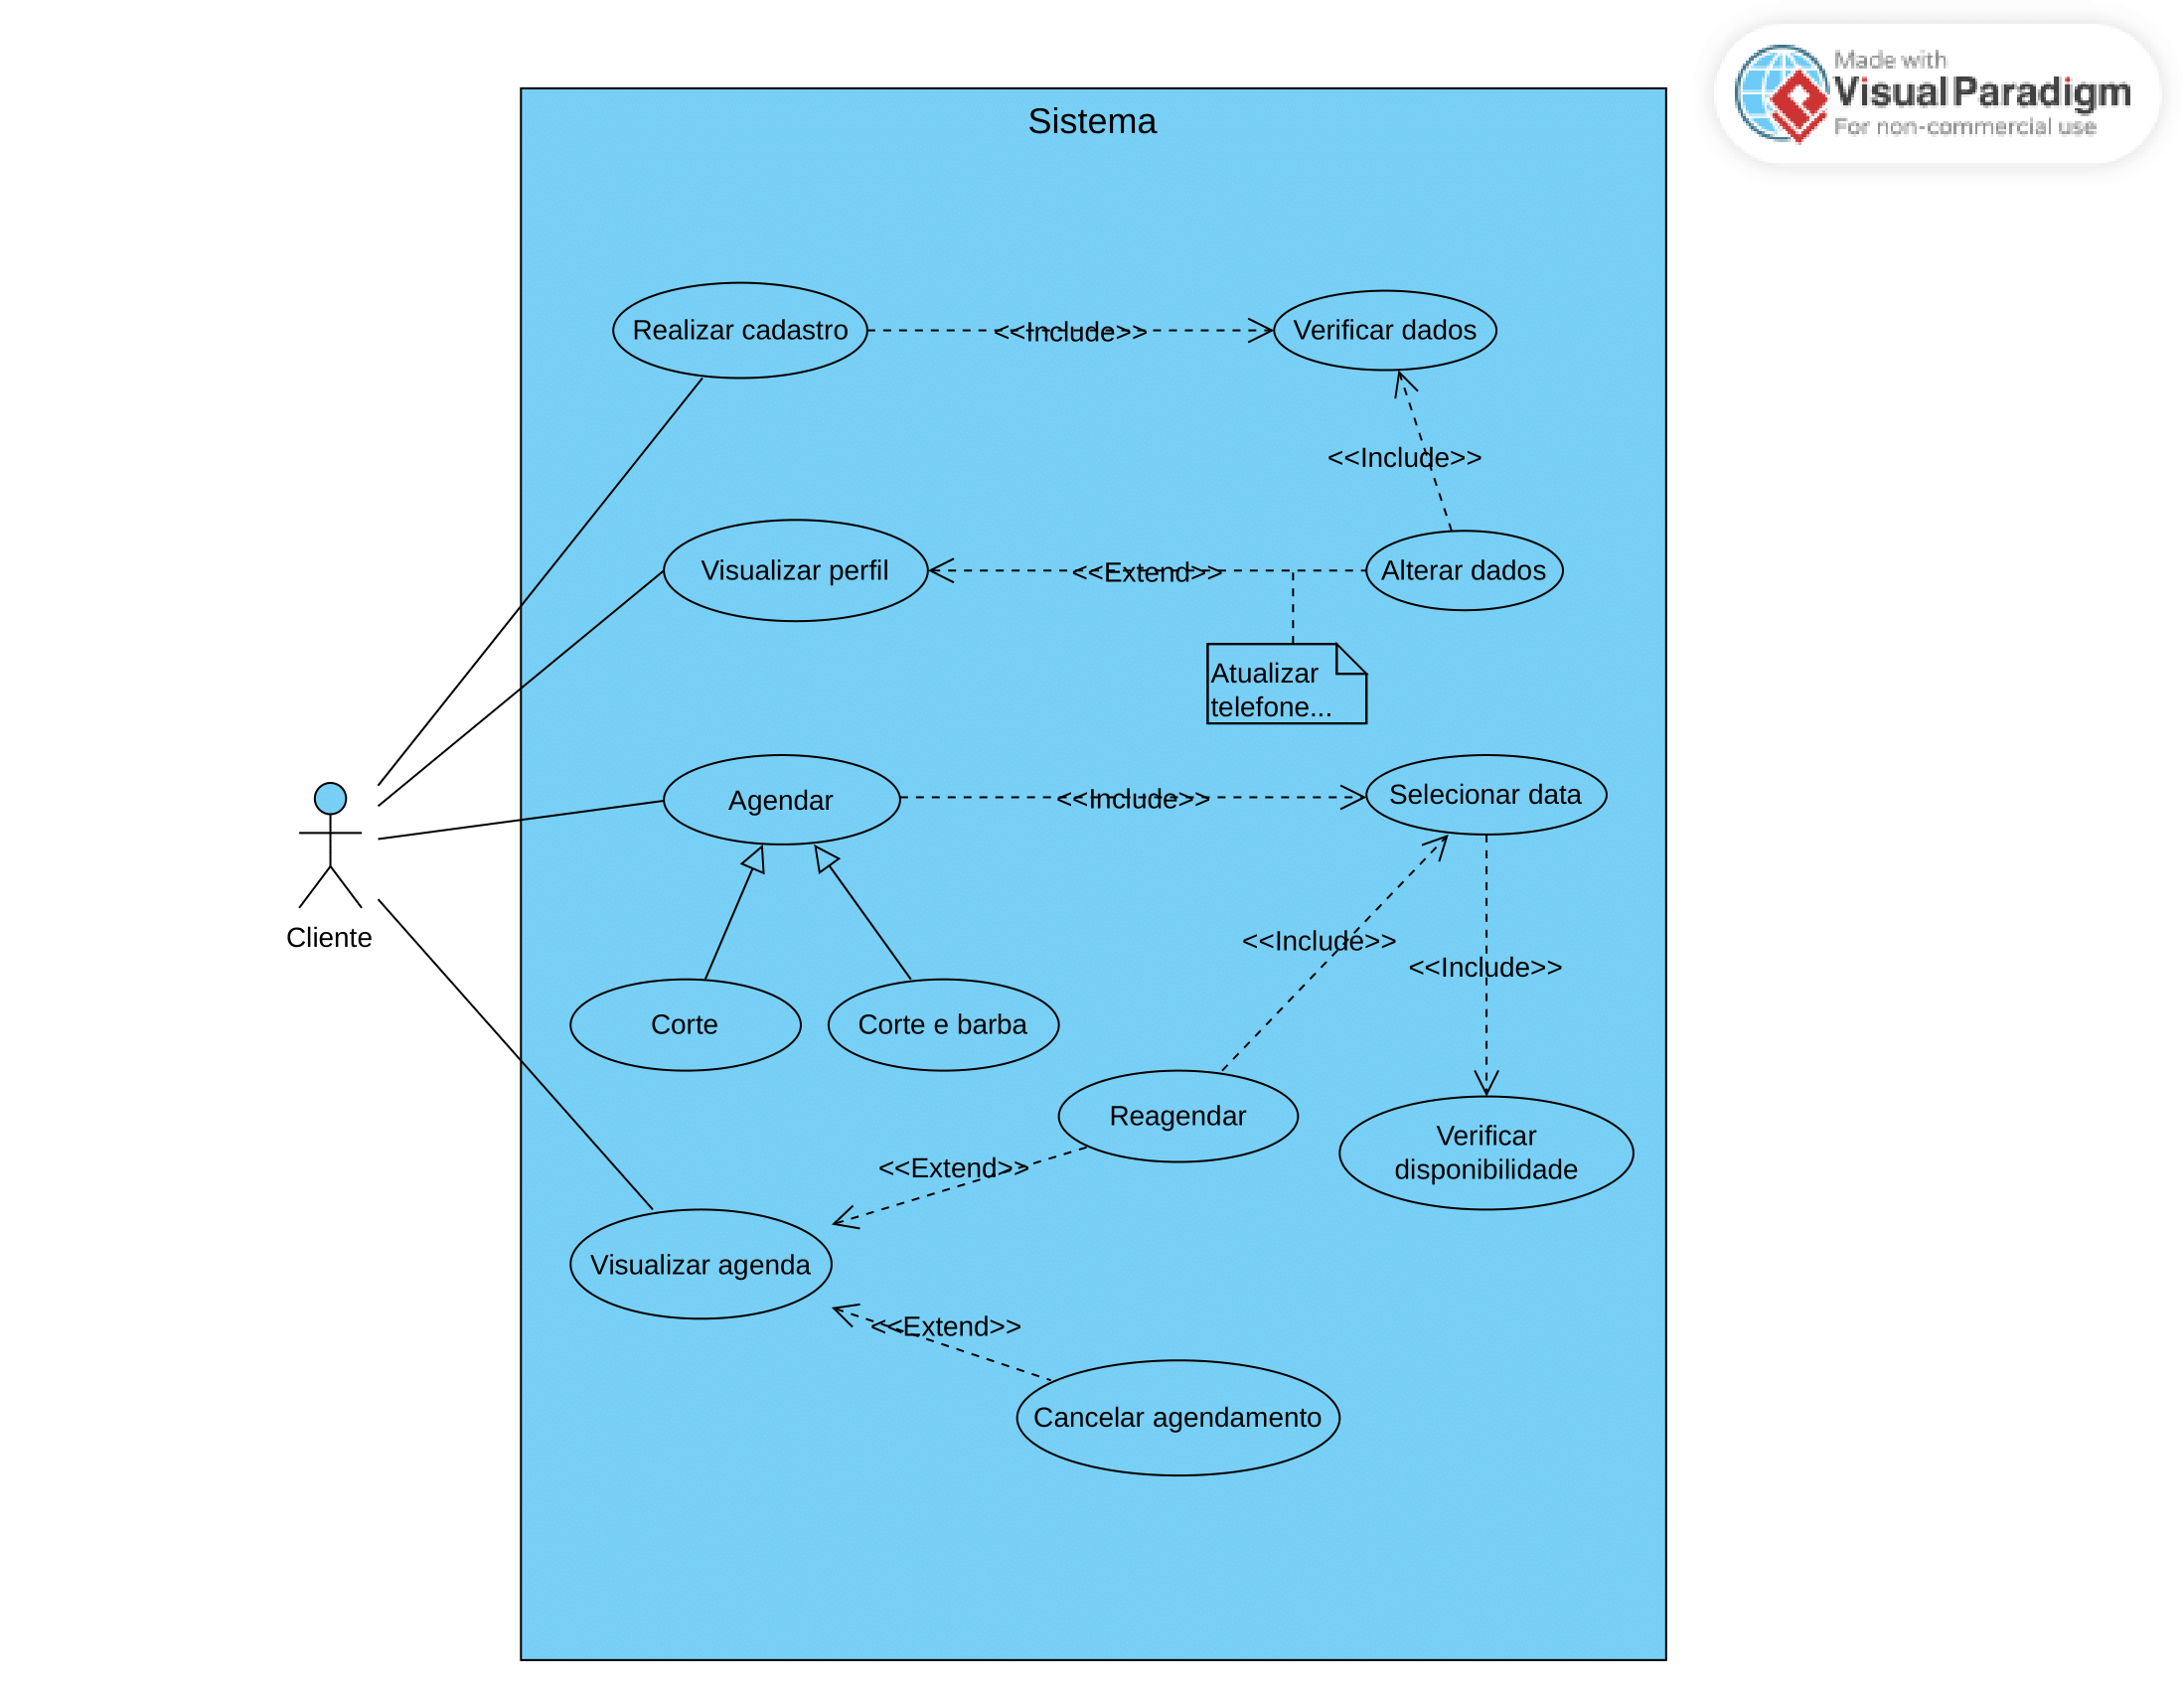 Made with
Visual Paradigm
For non-commercial use
Sistema
Realizar cadastro
<<Include>>
Verificar dados
<<Include>>
Visualizar perfil
<<Extend>>
Alterar dados
Atualizar
telefone...
Agendar
<<Include>>
Selecionar data
Cliente
<<Include>>
<<Include>>
Corte
Corte e barba
Reagendar
Verificar
disponibilidade
<<Extend>>
Visualizar agenda
<<Extend>>
Cancelar agendamento